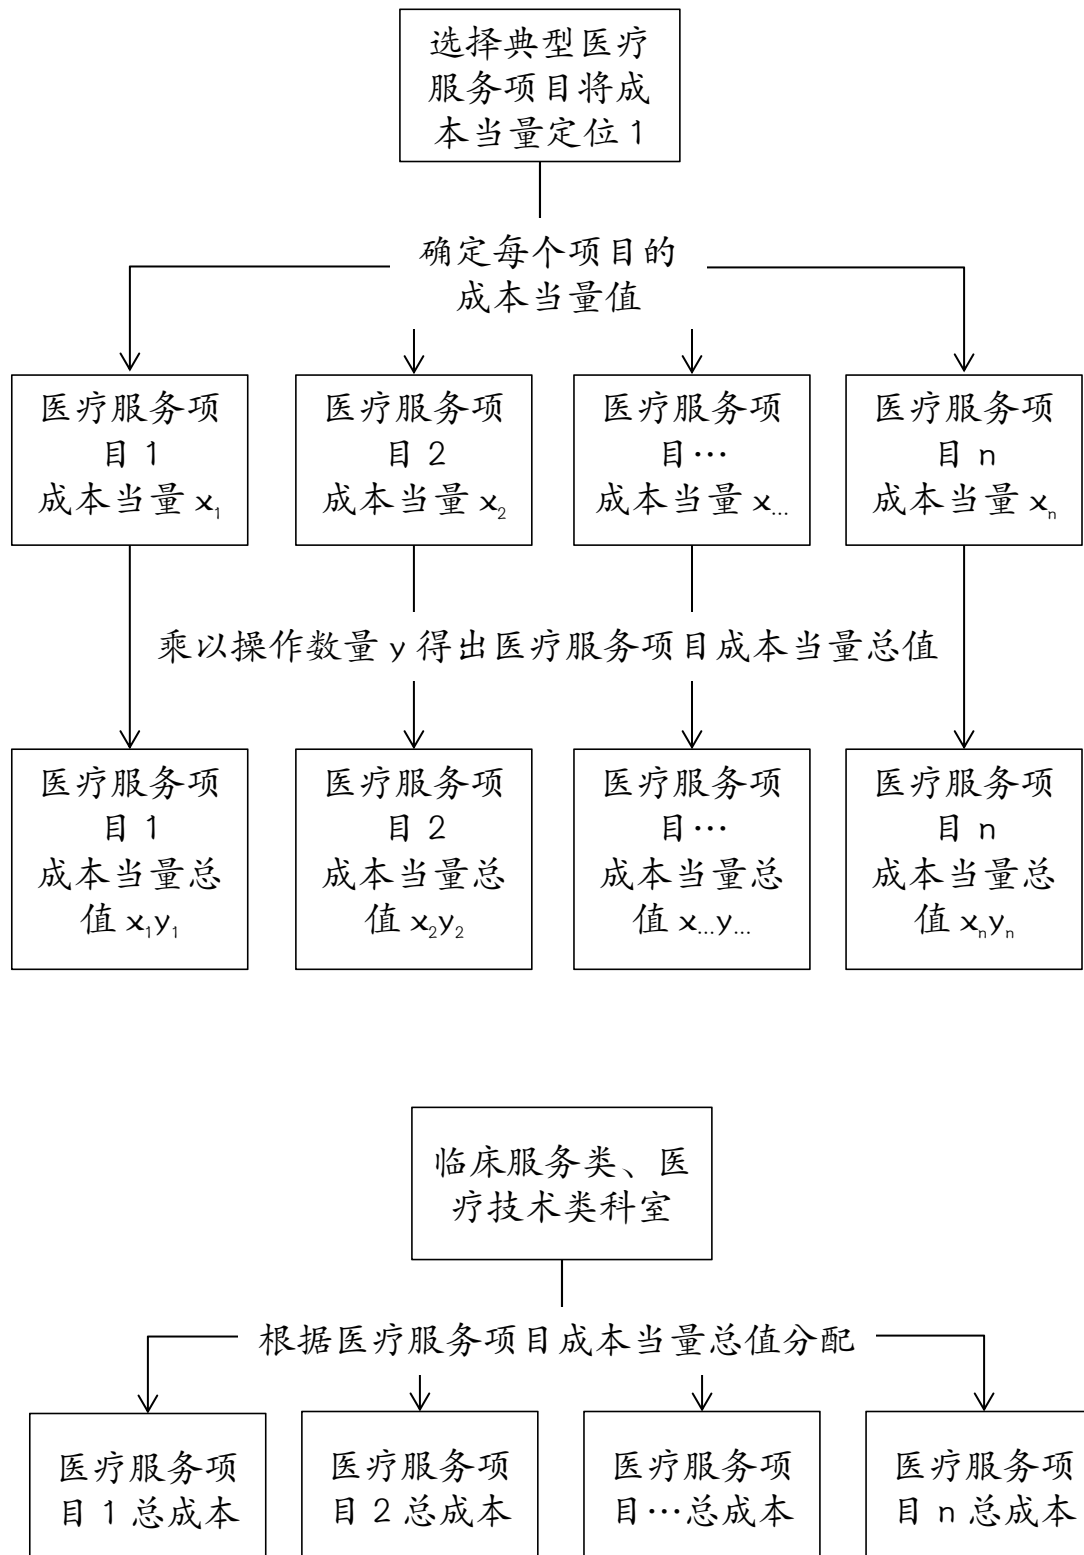 选择典型医疗
服务项目将成
本当量定位 1
确定每个项目的
成本当量值
医疗服务项
目 1
成本当量 x₁
医疗服务项
目 2
成本当量 x₂
医疗服务项
目…
成本当量 x...
医疗服务项
目 n
成本当量 xₙ
乘以操作数量 y 得出医疗服务项目成本当量总值
医疗服务项
目 1
成本当量总
值 x₁y₁
医疗服务项
目 2
成本当量总
值 x₂y₂
医疗服务项
目…
成本当量总
值 x...y...
医疗服务项
目 n
成本当量总
值 xₙyₙ
临床服务类、医
疗技术类科室
根据医疗服务项目成本当量总值分配
医疗服务项
目 1 总成本
医疗服务项
目 2 总成本
医疗服务项
目…总成本
医疗服务项
目 n 总成本